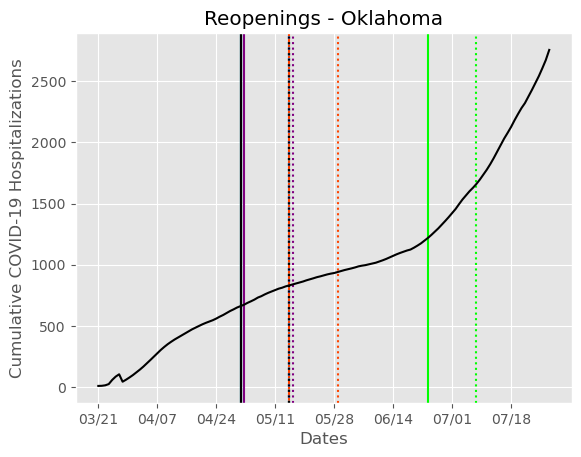 Reopenings - Oklahoma
Cumulative COVID-19 Hospitalizations
2500
2000
1500
1000
500
0
03/21 04/07 04/24 05/11 05/28 06/14 07/01 07/18
Dates